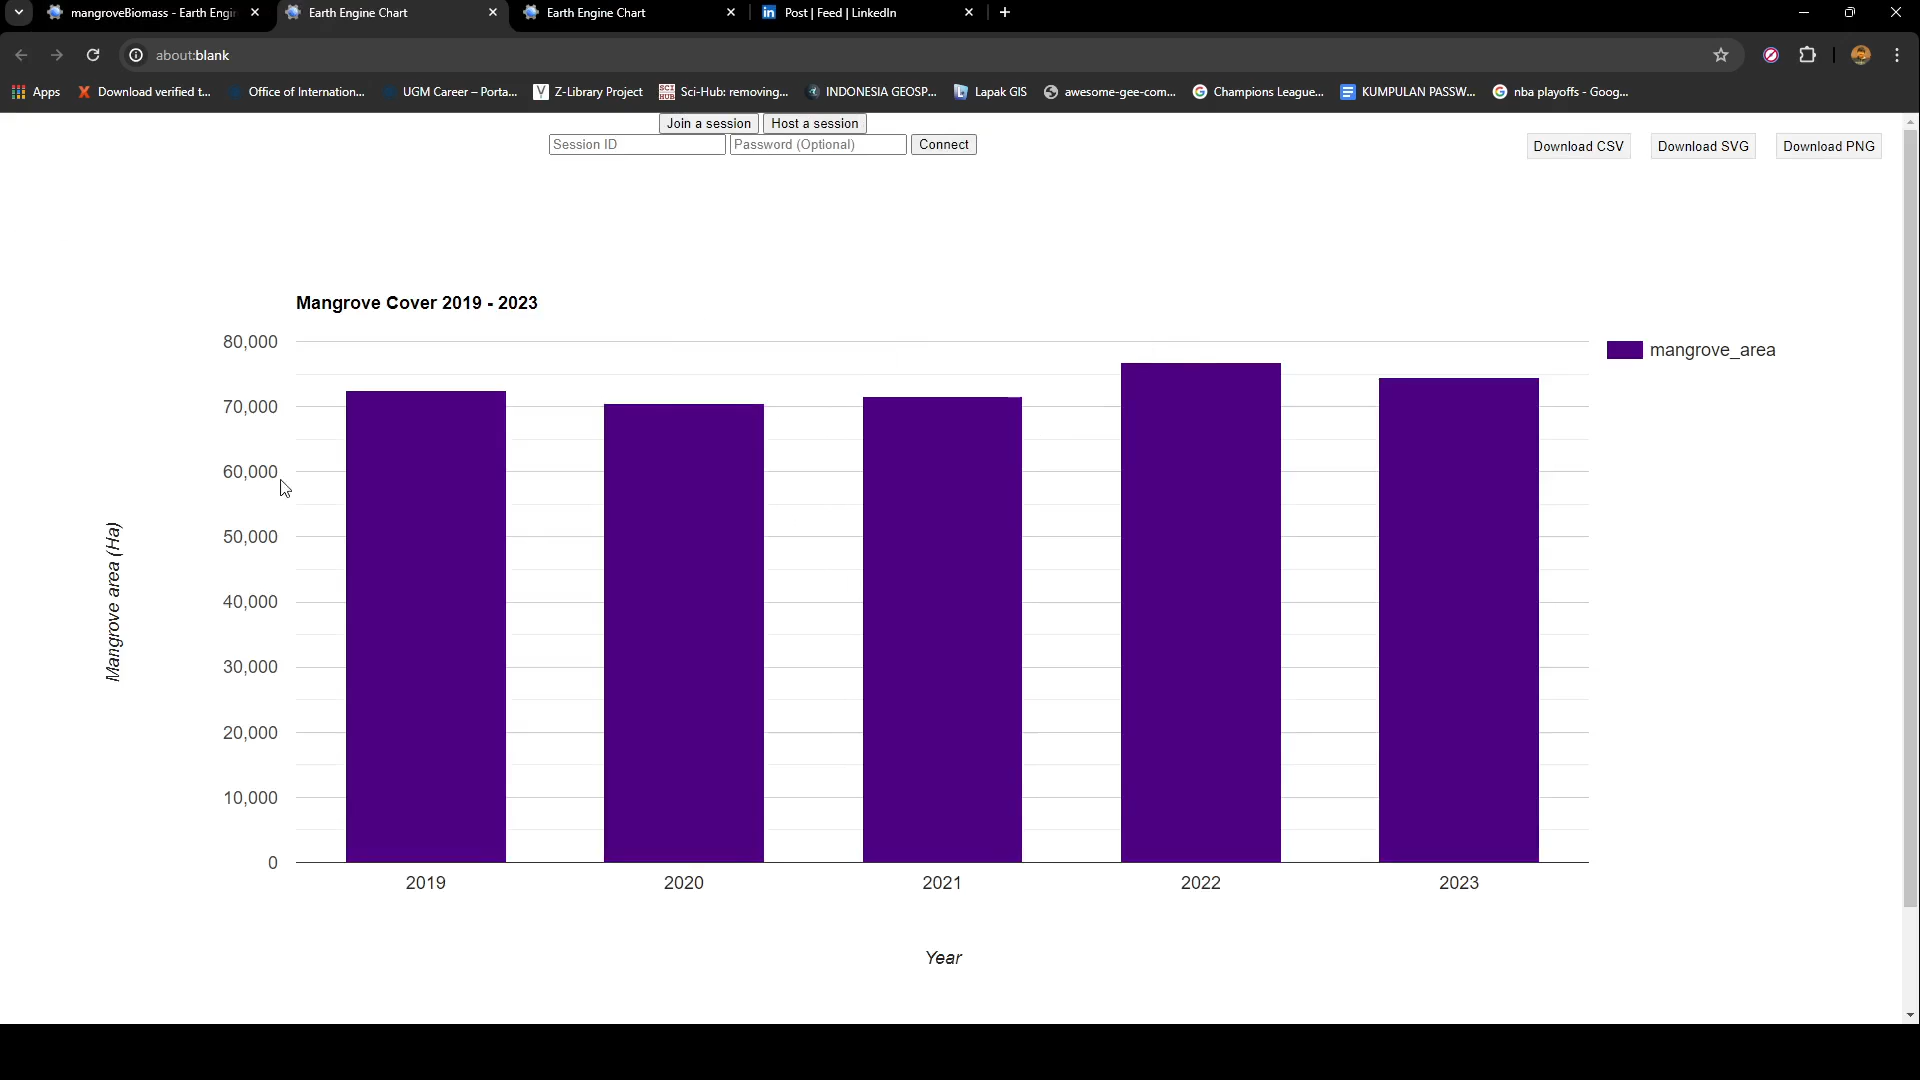 mangroveBiomass - Earth Engi
Earth Engine Chart
Earth Engine Chart
Post | Feed | LinkedIn
about:blank
Apps
Download verified t...
Office of Internation...
UGM Career – Porta...
Z-Library Project
Sci-Hub: removing...
INDONESIA GEOSP...
Lapak GIS
awesome-gee-com...
Champions League...
KUMPULAN PASSW...
nba playoffs - Goog...
Join a session
Host a session
Session ID
Password (Optional)
Connect
Download CSV
Download SVG
Download PNG
Mangrove Cover 2019 - 2023
mangrove_area
80,000
70,000
60,000
50,000
40,000
30,000
20,000
10,000
0
Mangrove area (Ha)
2019
2020
2021
2022
2023
Year